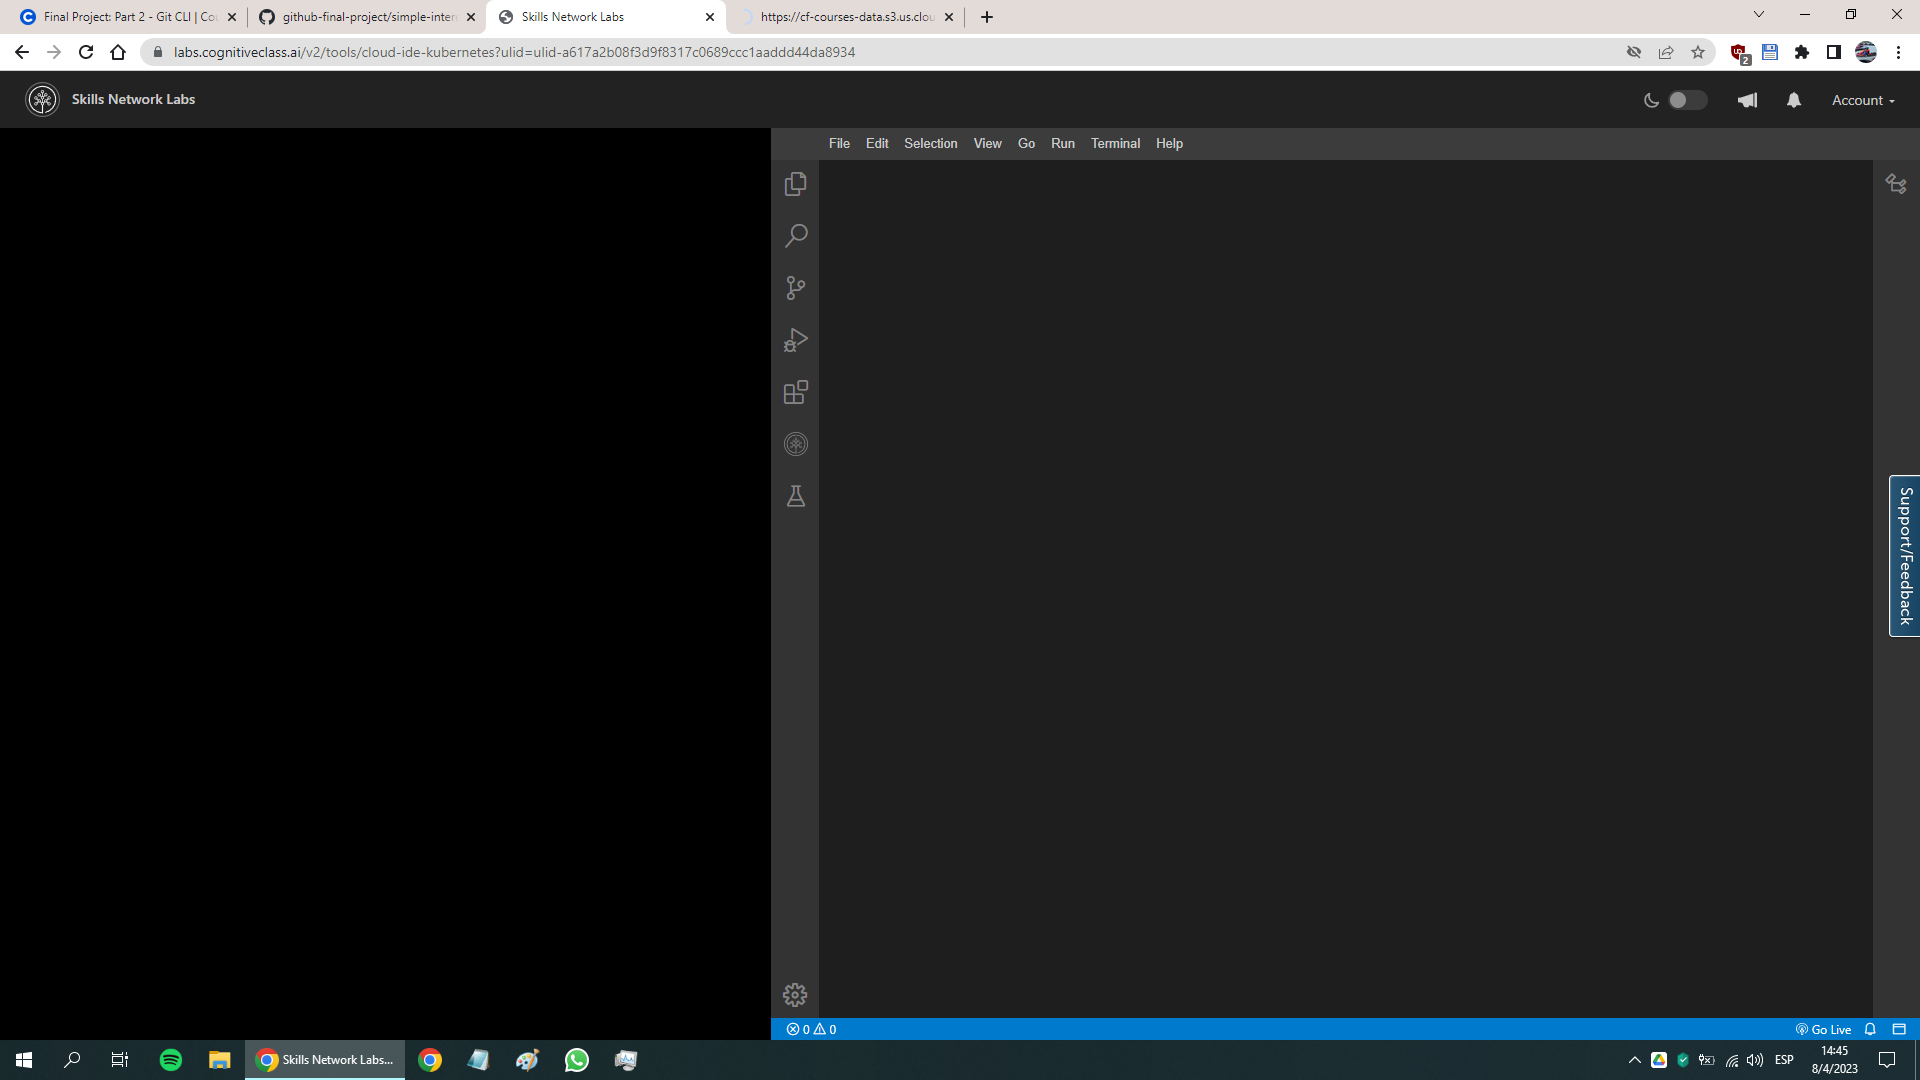 Final Project: Part 2 - Git CLI | Cou
github-final-project/simple-inter
Skills Network Labs
https://cf-courses-data.s3.us.clou
labs.cognitiveclass.ai/v2/tools/cloud-ide-kubernetes?ulid=ulid-a617a2b08f3d9f8317c0689ccc1aaddd44da8934
2
Skills Network Labs
Account
File Edit Selection View Go Run Terminal Help
Support/Feedback
0 0
Go Live
Skills Network Labs...
ESP
14:45
8/4/2023